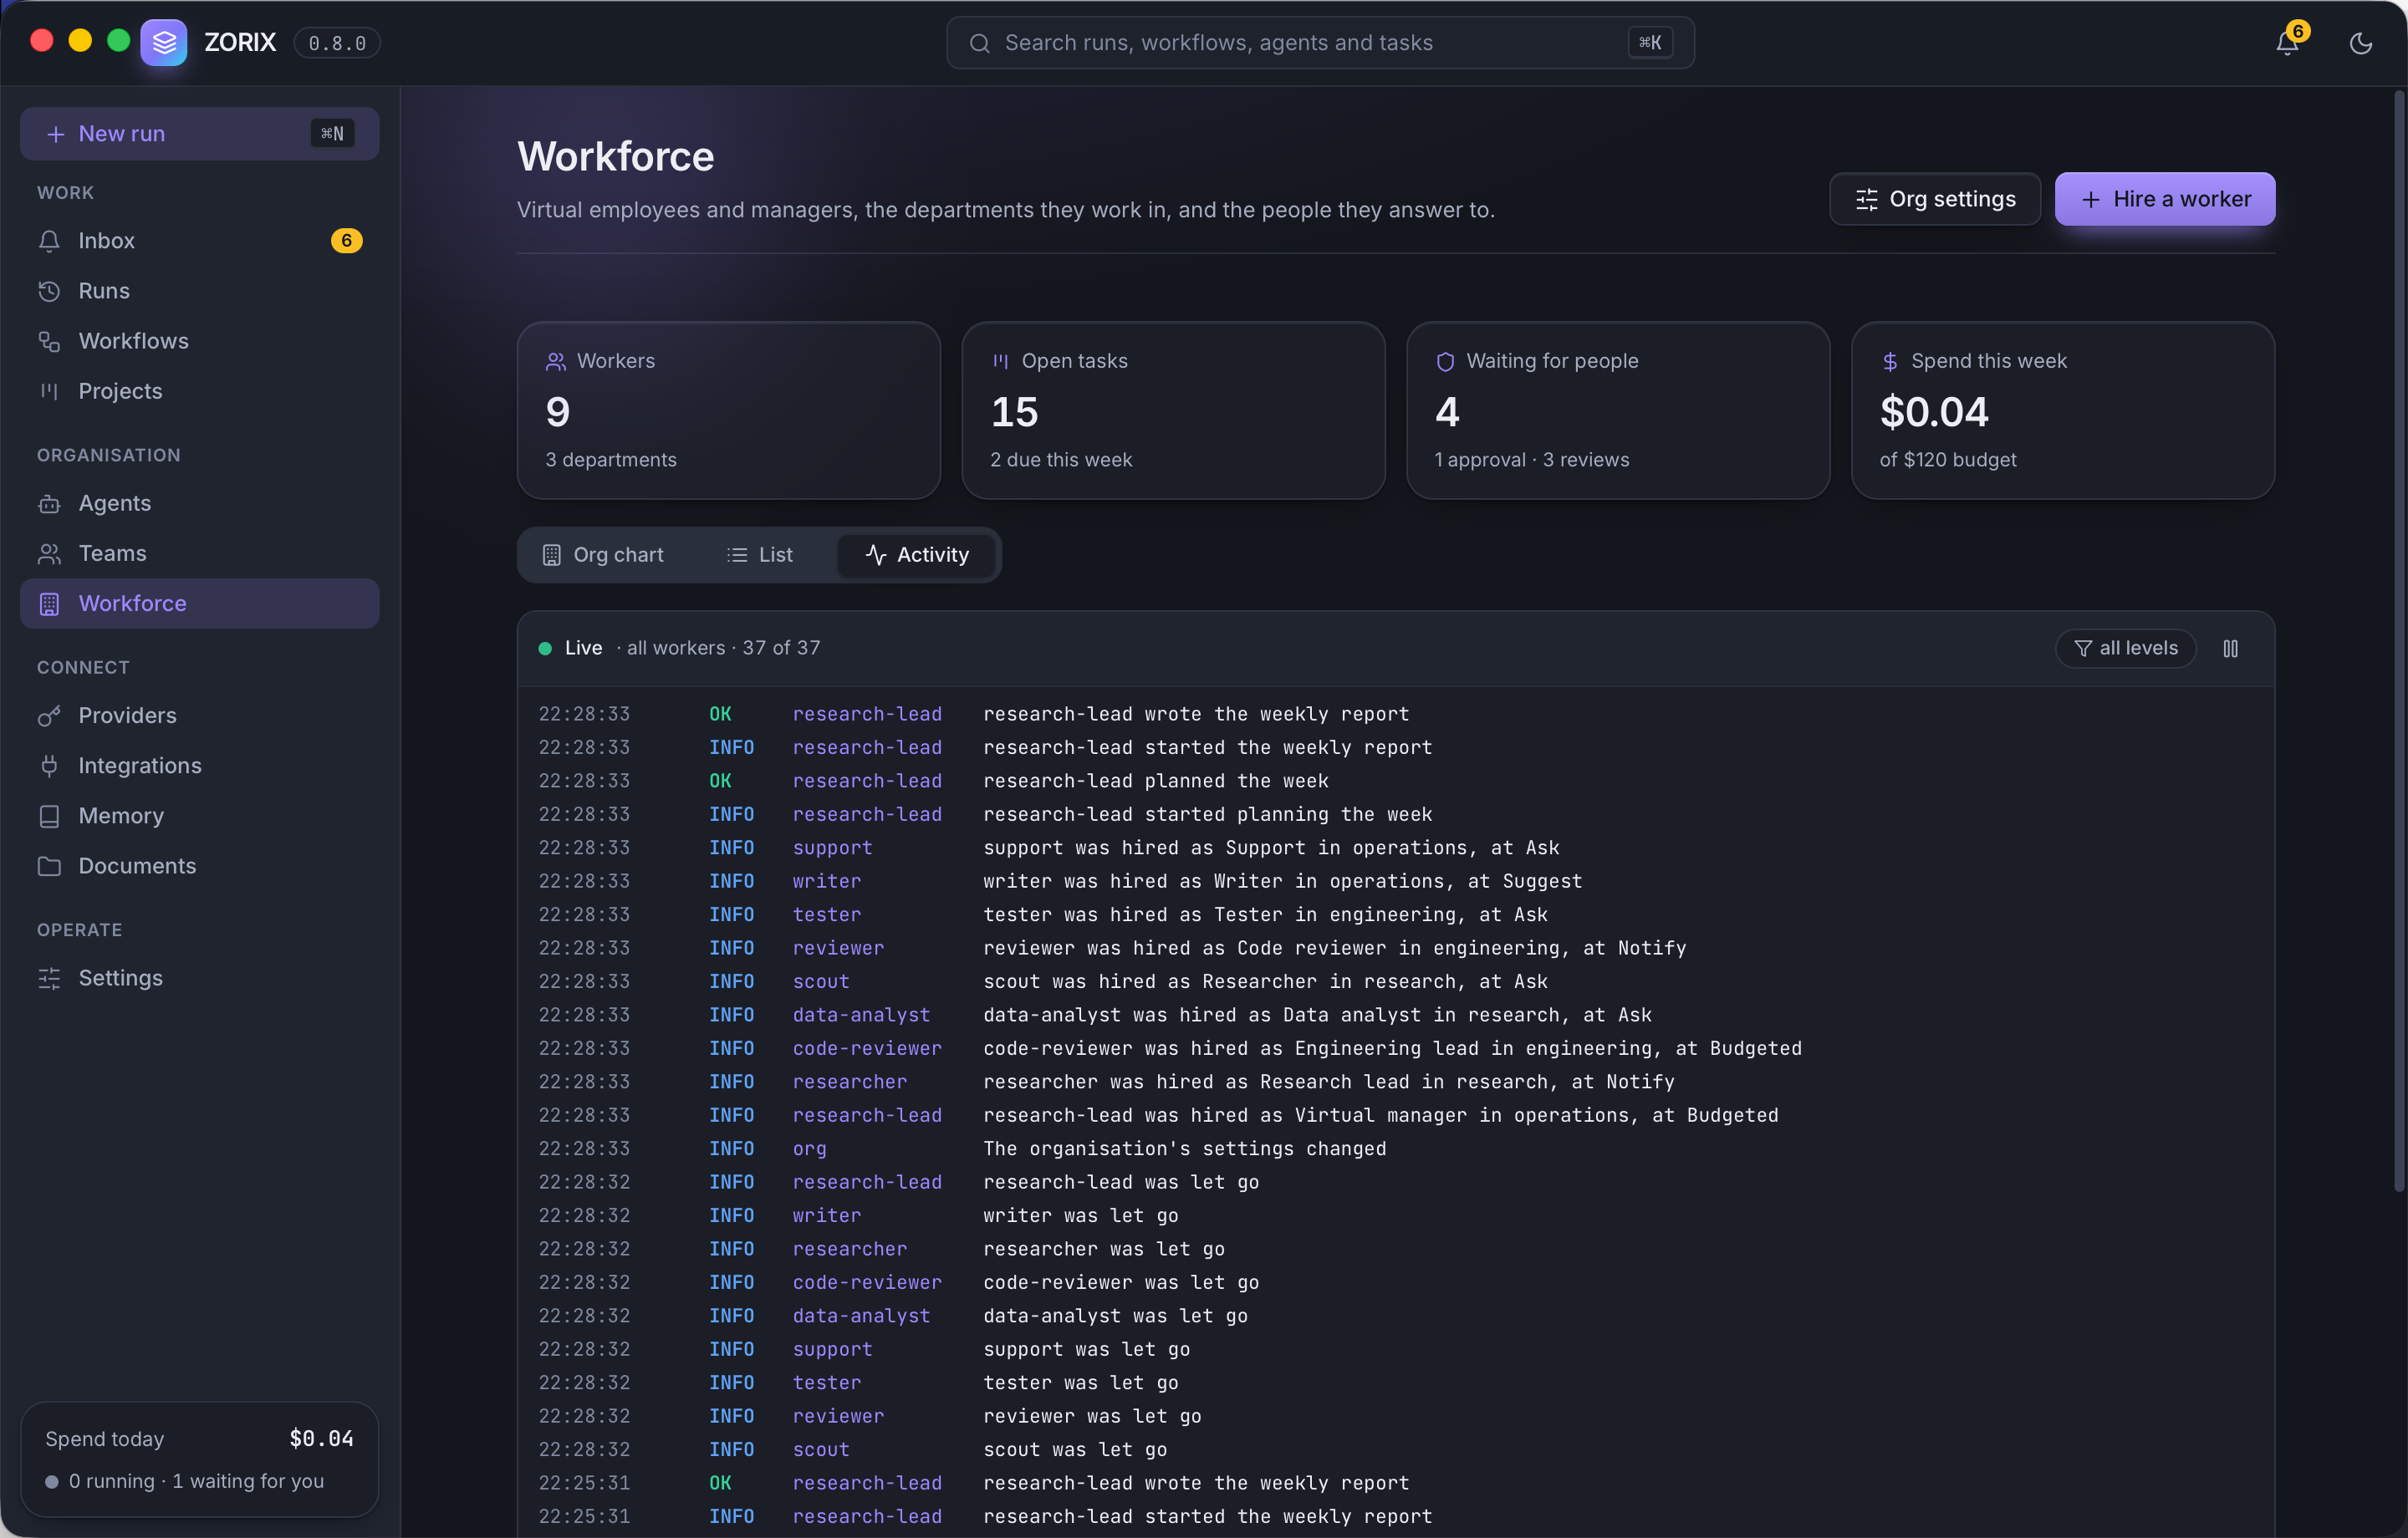 ZORIX 0.8.0
Search runs, workflows, agents and tasks ⌘K
6
+ New run ⌘N
WORK
Inbox 6
Runs
Workflows
Projects
ORGANISATION
Agents
Teams
Workforce
CONNECT
Providers
Integrations
Memory
Documents
OPERATE
Settings
Spend today $0.04
0 running · 1 waiting for you
Workforce
Virtual employees and managers, the departments they work in, and the people they answer to.
Org settings
+ Hire a worker
Workers
9
3 departments
Open tasks
15
2 due this week
Waiting for people
4
1 approval · 3 reviews
$ Spend this week
$0.04
of $120 budget
Org chart
List
Activity
Live · all workers · 37 of 37
all levels
22:28:33 OK research-lead research-lead wrote the weekly report
22:28:33 INFO research-lead research-lead started the weekly report
22:28:33 OK research-lead research-lead planned the week
22:28:33 INFO research-lead research-lead started planning the week
22:28:33 INFO support support was hired as Support in operations, at Ask
22:28:33 INFO writer writer was hired as Writer in operations, at Suggest
22:28:33 INFO tester tester was hired as Tester in engineering, at Ask
22:28:33 INFO reviewer reviewer was hired as Code reviewer in engineering, at Notify
22:28:33 INFO scout scout was hired as Researcher in research, at Ask
22:28:33 INFO data-analyst data-analyst was hired as Data analyst in research, at Ask
22:28:33 INFO code-reviewer code-reviewer was hired as Engineering lead in engineering, at Budgeted
22:28:33 INFO researcher researcher was hired as Research lead in research, at Notify
22:28:33 INFO research-lead research-lead was hired as Virtual manager in operations, at Budgeted
22:28:33 INFO org The organisation's settings changed
22:28:32 INFO research-lead research-lead was let go
22:28:32 INFO writer writer was let go
22:28:32 INFO researcher researcher was let go
22:28:32 INFO code-reviewer code-reviewer was let go
22:28:32 INFO data-analyst data-analyst was let go
22:28:32 INFO support support was let go
22:28:32 INFO tester tester was let go
22:28:32 INFO reviewer reviewer was let go
22:28:32 INFO scout scout was let go
22:25:31 OK research-lead research-lead wrote the weekly report
22:25:31 INFO research-lead research-lead started the weekly report